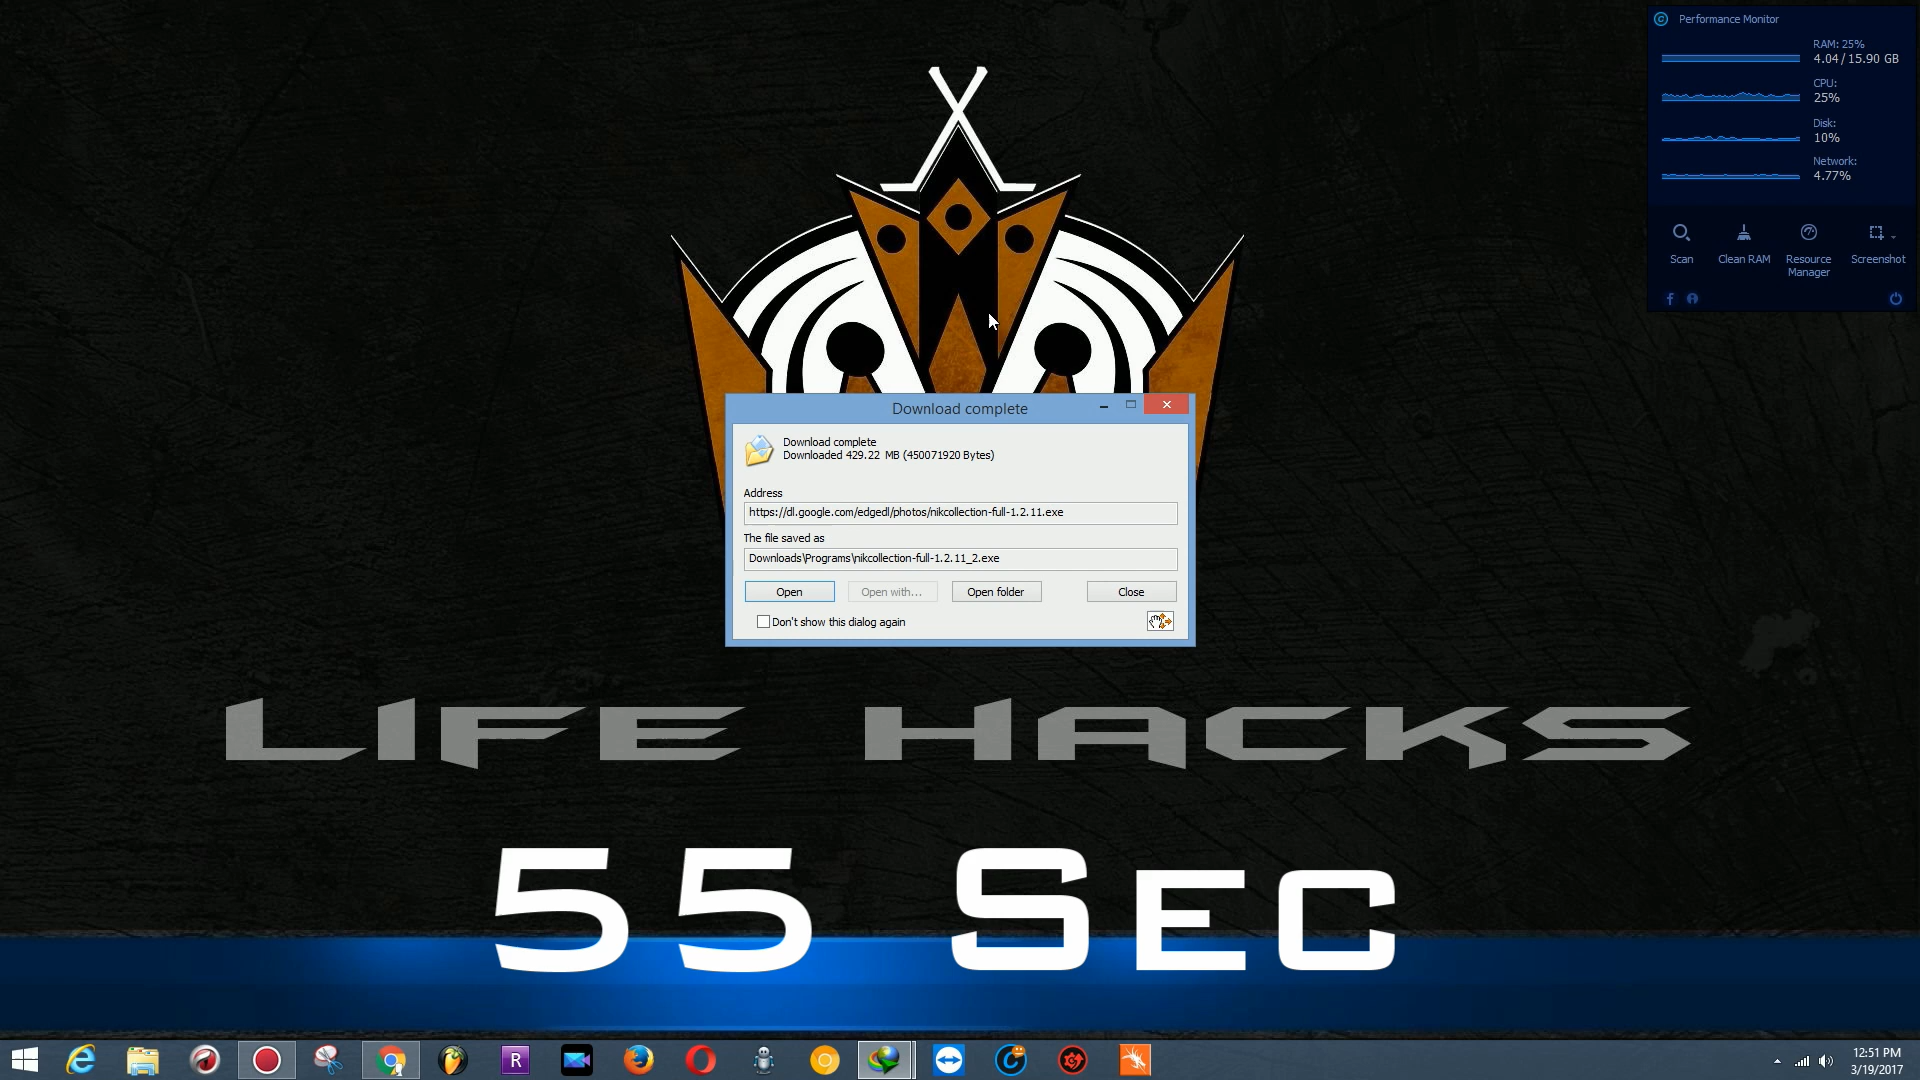 Performance Monitor
RAM: 25%
4.04 / 15.90 GB
CPU:
25%
Disk:
10%
Network:
4.77%
Scan
Clean RAM
Resource Manager
Screenshot
Download complete
Download complete
Downloaded 429.22 MB (450071920 Bytes)
Address
https://dl.google.com/edgedl/photos/nikcollection-full-1.2.11.exe
The file saved as
Downloads\Programs\nikcollection-full-1.2.11_2.exe
Open
Open with...
Open folder
Close
Don't show this dialog again
LIFE HACKS
55 SEC
R
12:51 PM
3/19/2017